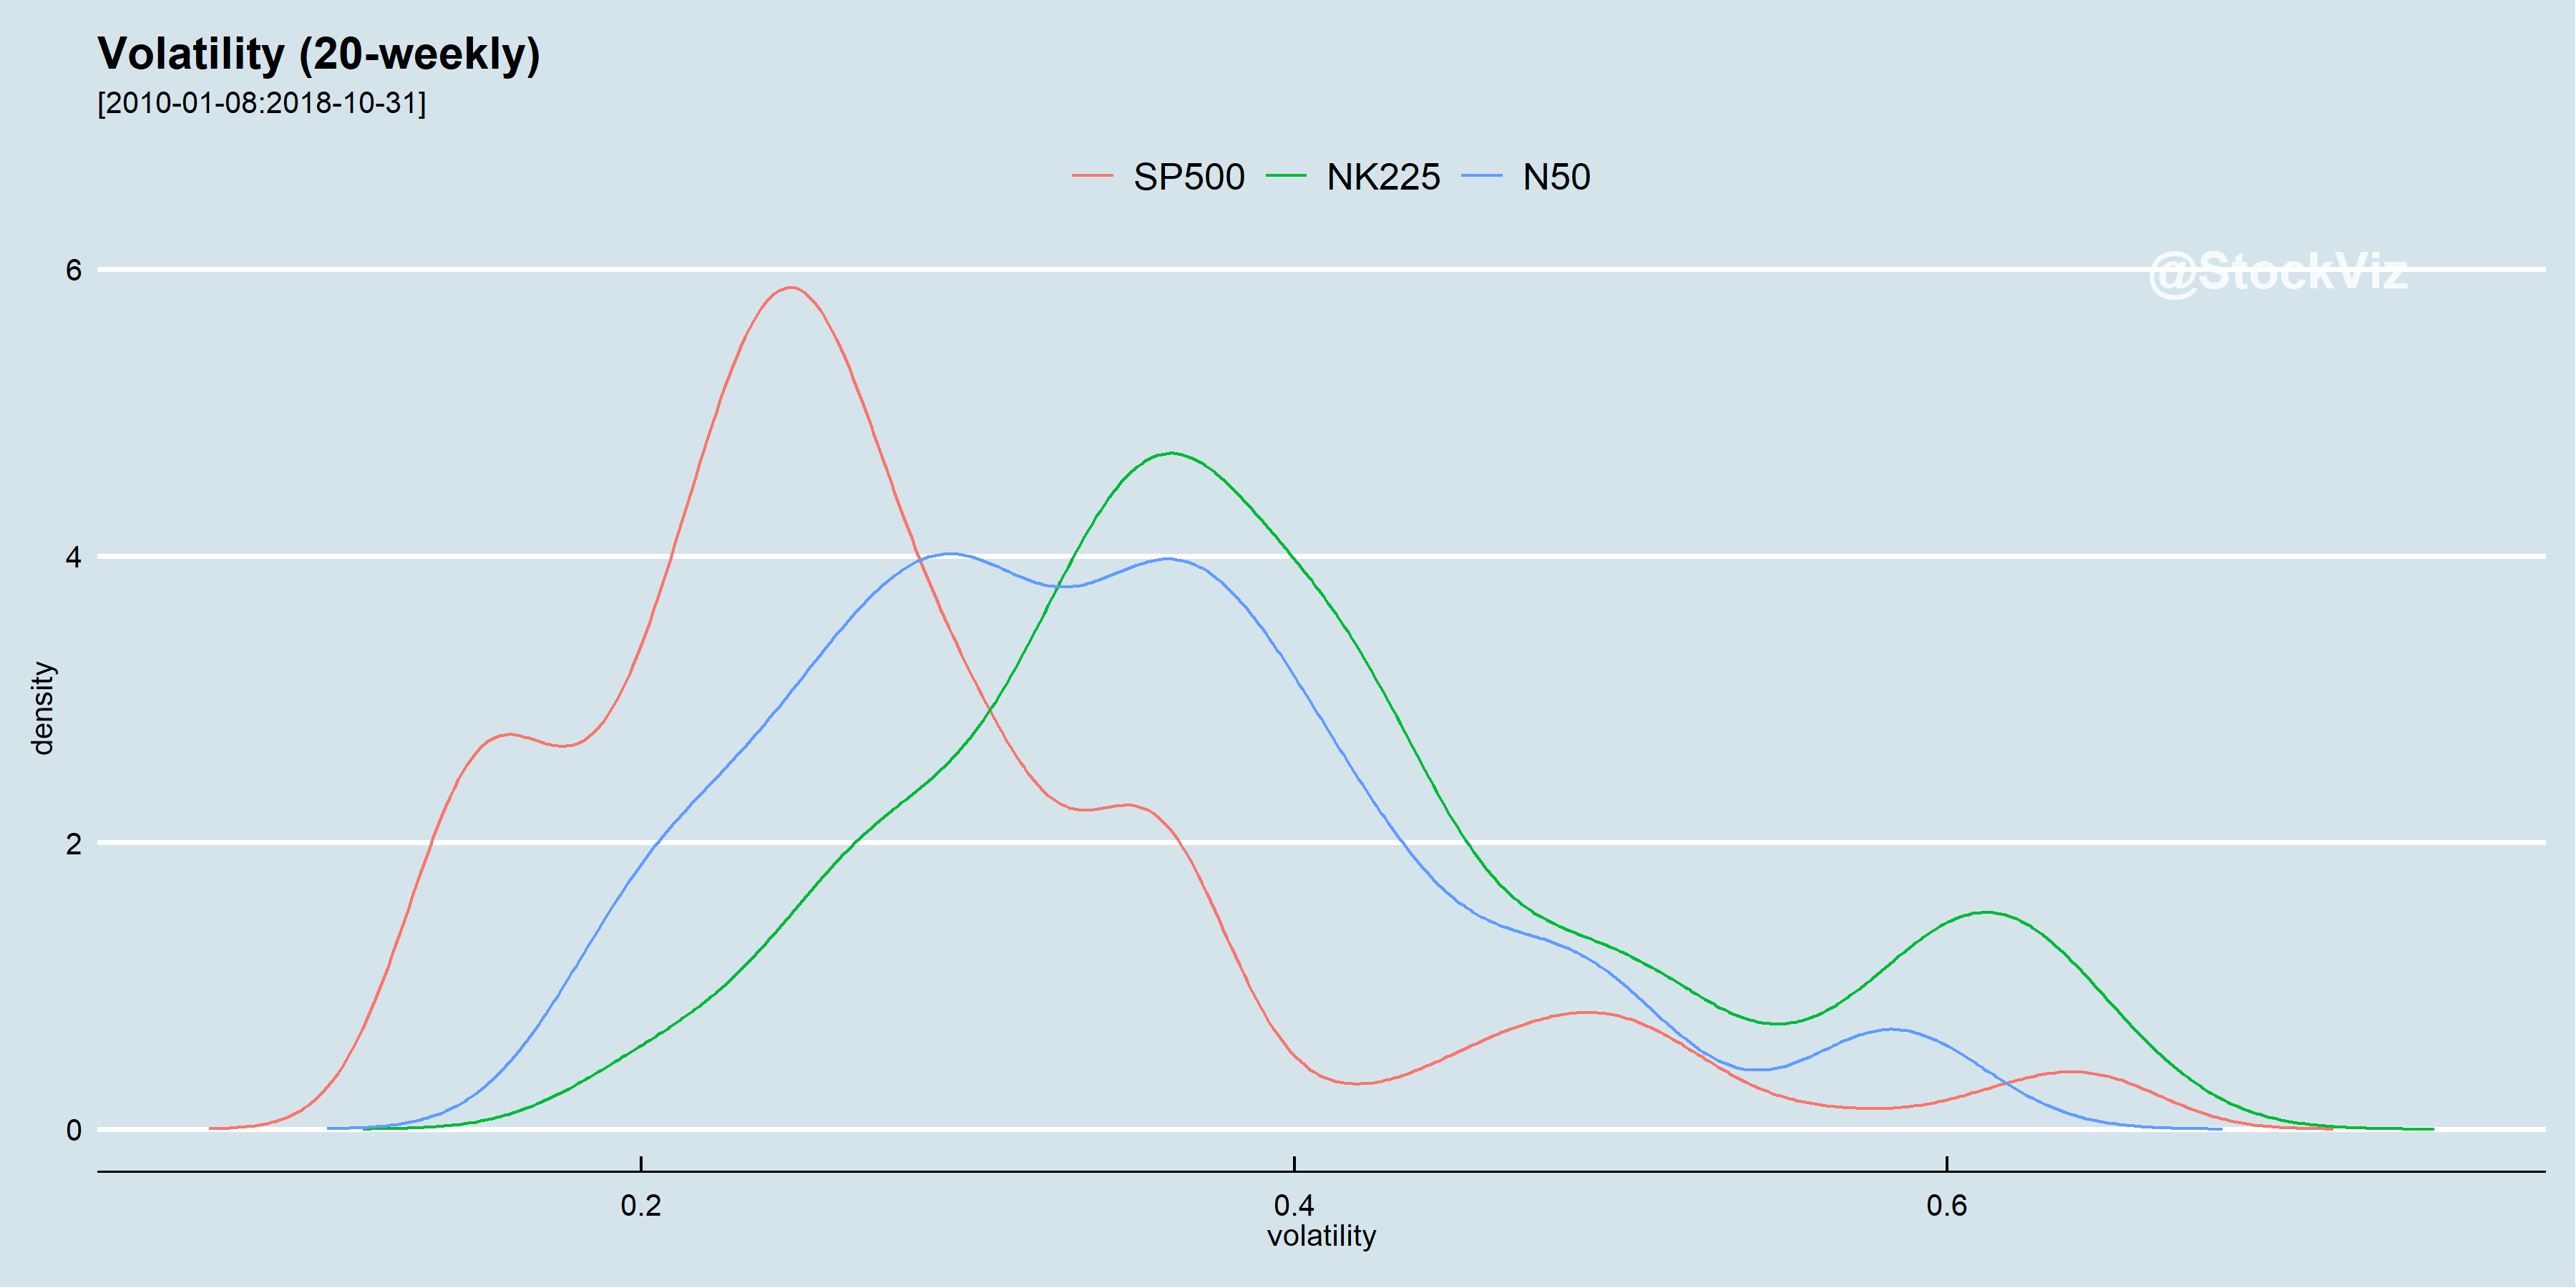 Volatility (20-weekly)
[2010-01-08:2018-10-31]
SP500 NK225 N50
@StockViz
6
4
2
0
density
0.2 0.4 0.6
volatility